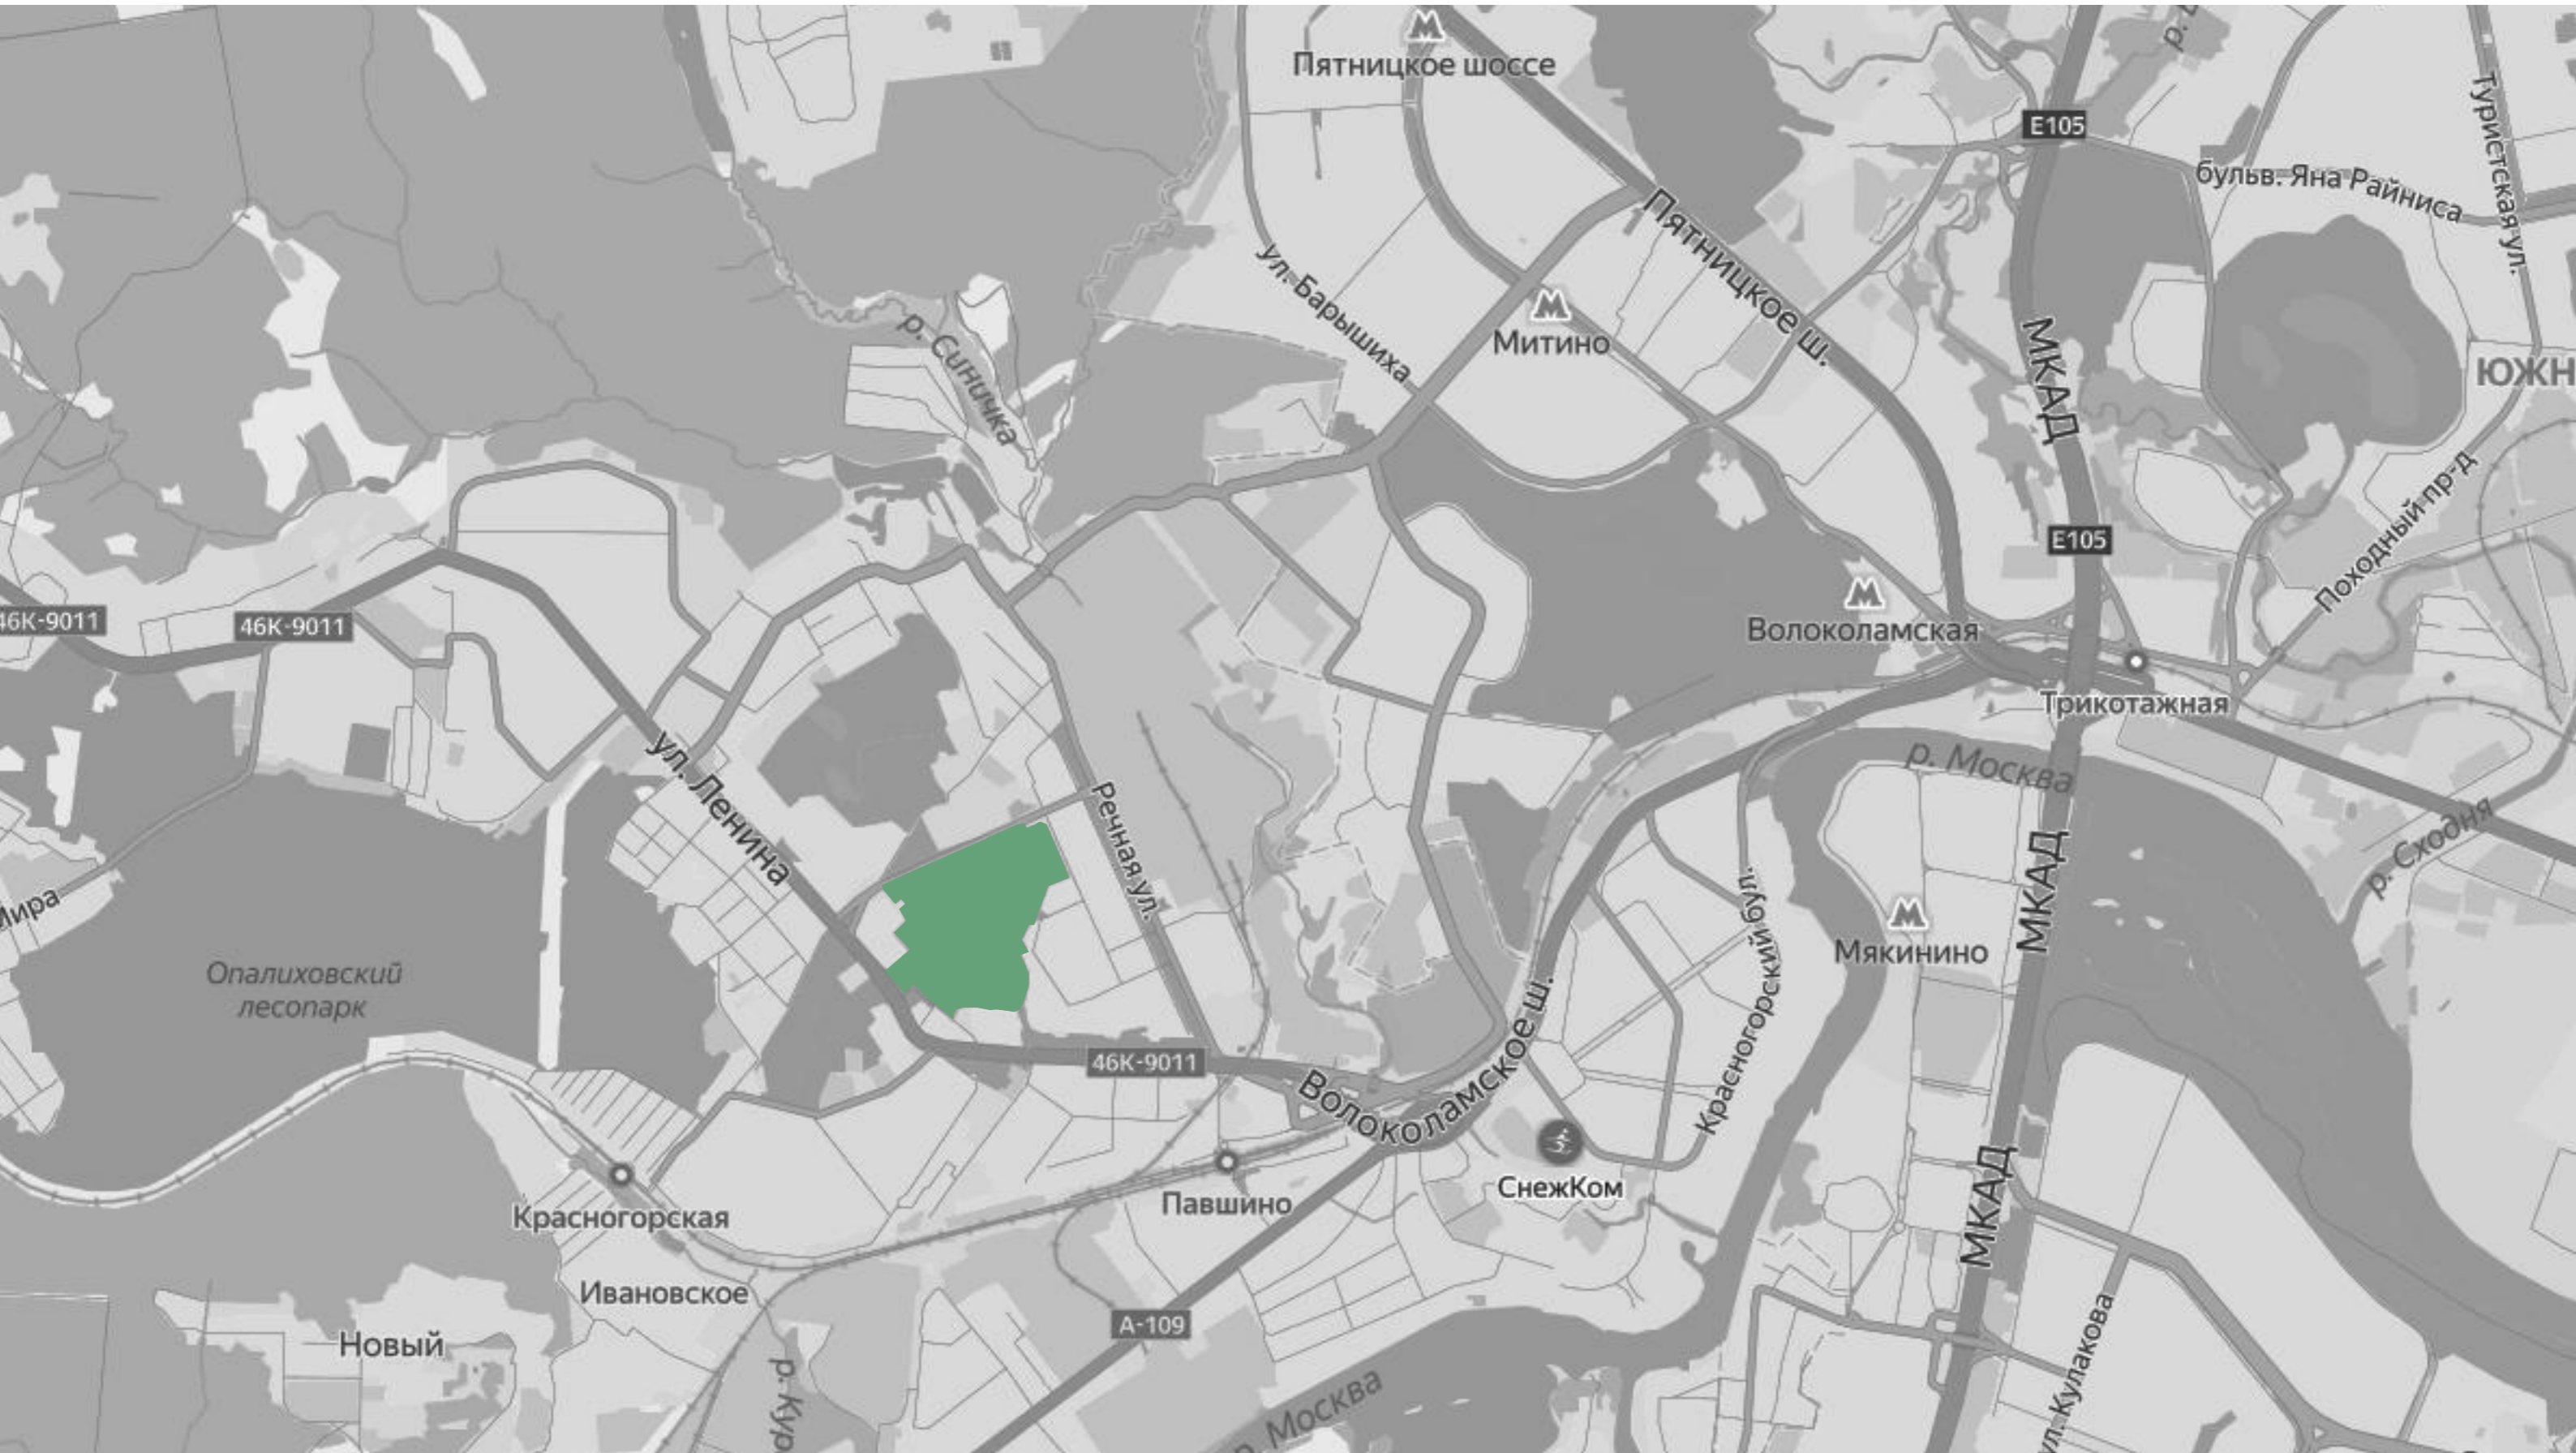 Пятницкое шоссе
E105
Туристская ул.
бульв. Яна Райниса
Пятницкое ш.
ул. Барышиха
р. Синичка
Митино
МКАД
ЮЖН
Походный пр-д
E105
46К-9011
46К-9011
Волоколамская
Трикотажная
ул. Ленина
р. Москва
Речная ул.
р. Сходня
МКАД
Красногорский бул.
Мира
Мякинино
Опалиховский
лесопарк
46К-9011
Волоколамское ш.
СнежКом
Павшино
Красногорская
МКАД
Ивановское
А-109
Новый
р. Кур
р. Москва
ул. Кулакова